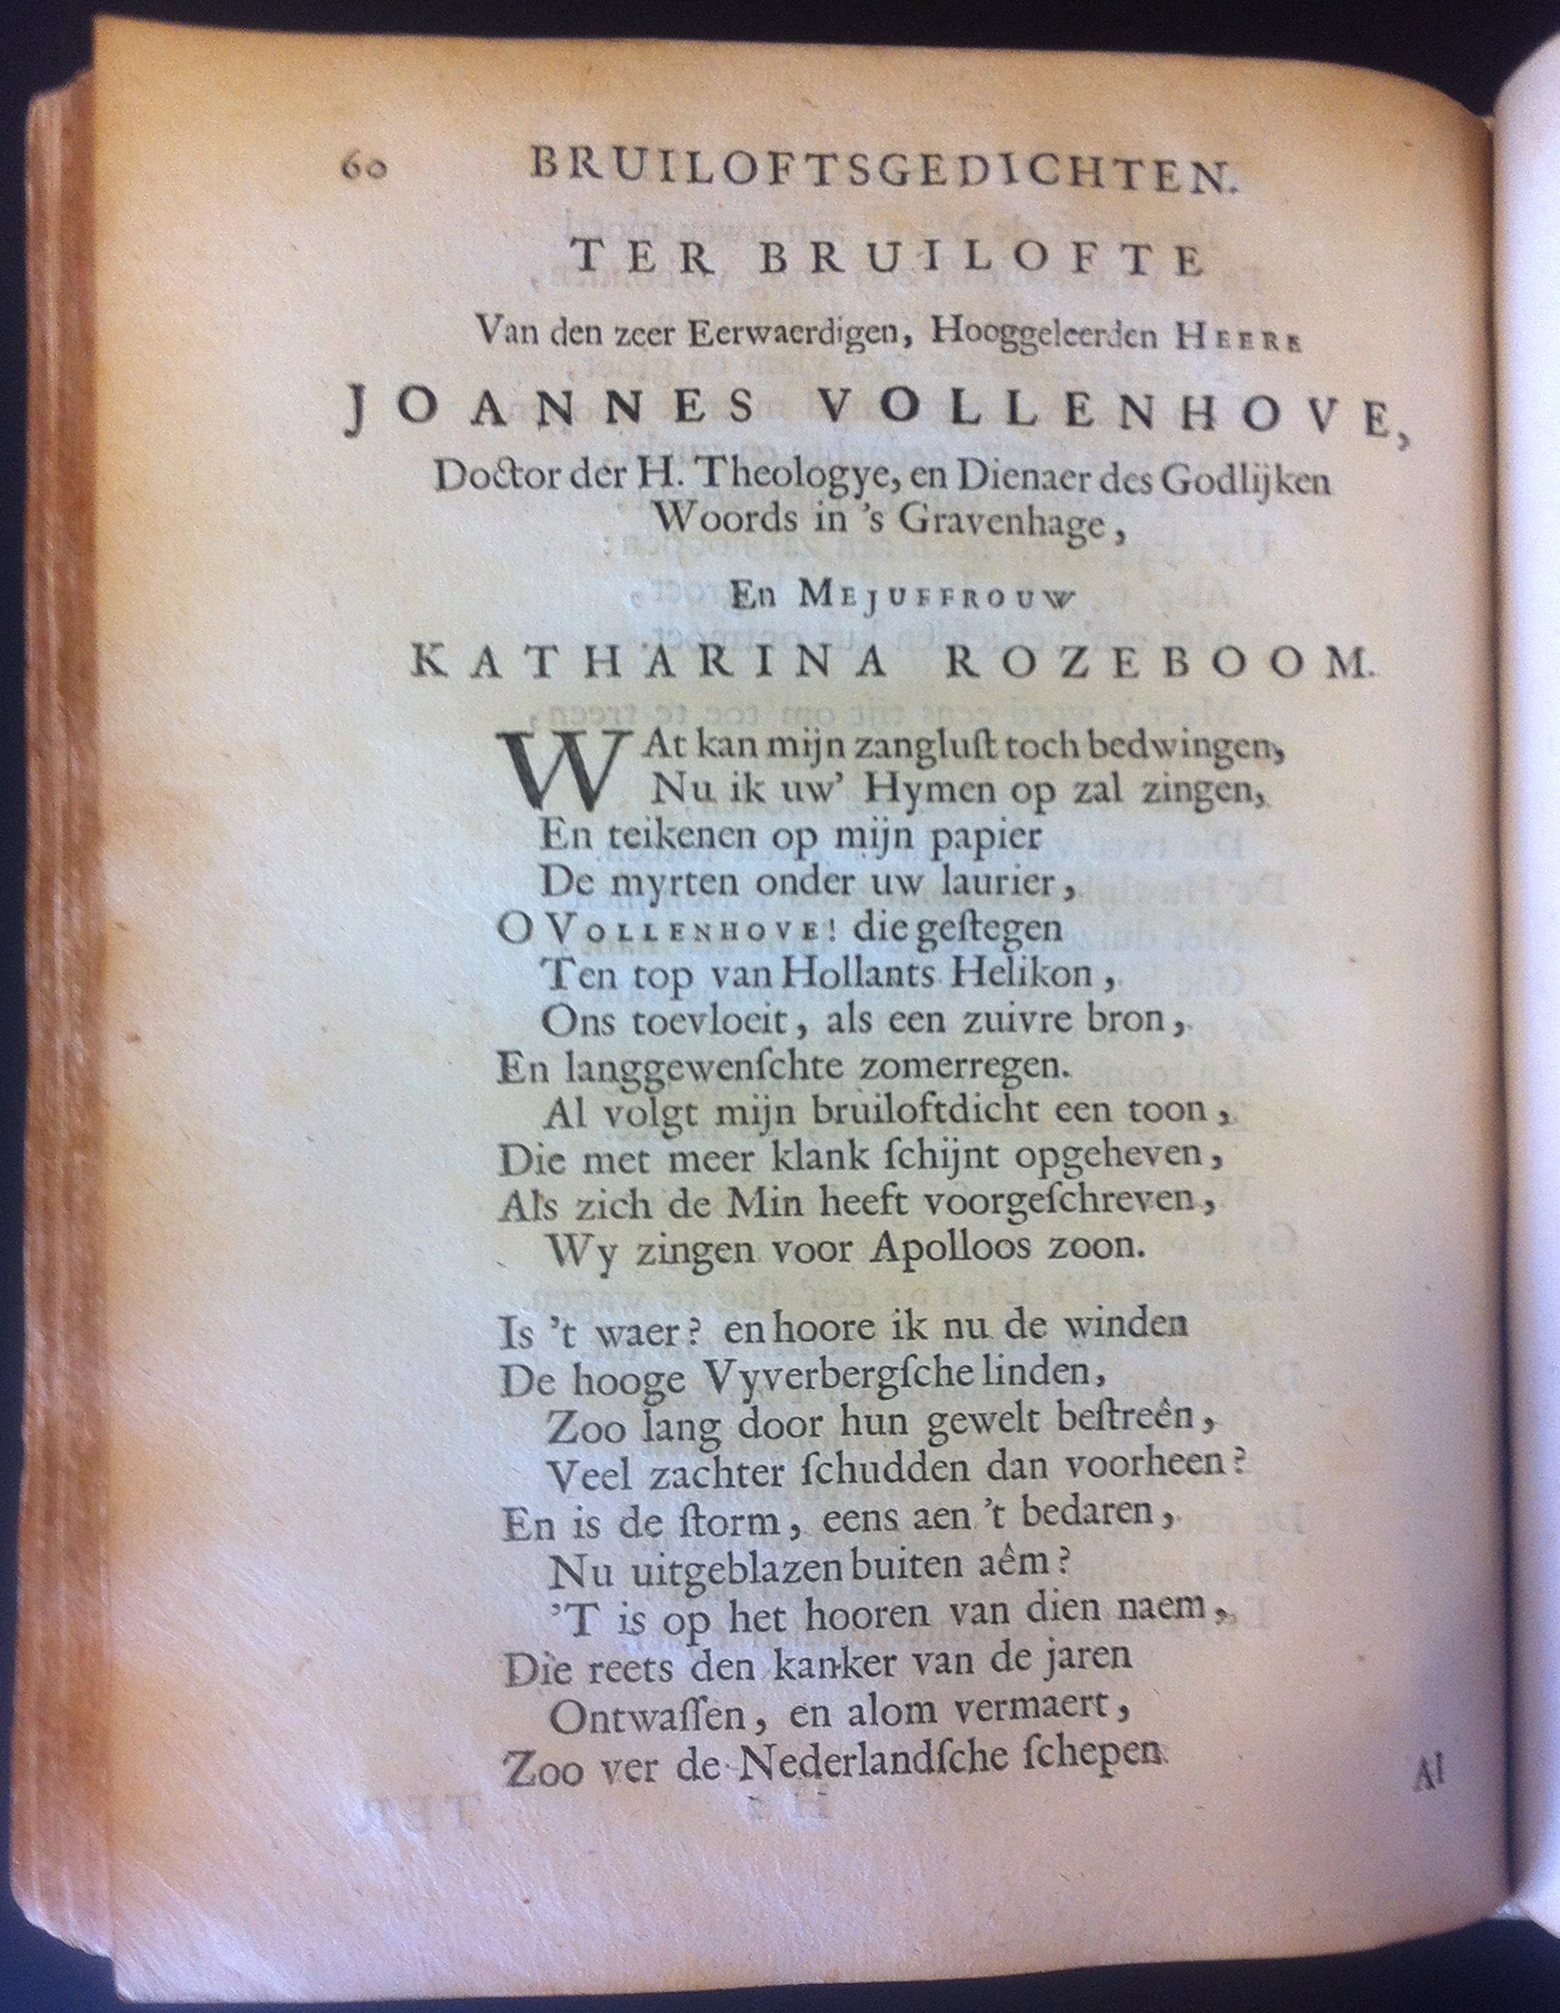 60 BRUILOFTSGEDICHTEN.
TER BRUILOFTE
Van den zeer Eerwaerdigen, Hooggeleerden HEERE
JOANNES VOLLENHOVE,
Doctor der H. Theologye, en Dienaer des Godlijken
Woords in 's Gravenhage,
En MEJUFFROUW
KATHARINA ROZEBOOM.
WAt kan mijn zangluſt toch bedwingen,
Nu ik uw' Hymen op zal zingen,
En teikenen op mijn papier
De myrten onder uw laurier,
O VOLLENHOVE! die geſtegen
Ten top van Hollants Helikon,
Ons toevloeit, als een zuivre bron,
En langgewenſchte zomerregen.
Al volgt mijn bruiloftdicht een toon,
Die met meer klank ſchijnt opgeheven,
Als zich de Min heeft voorgeſchreven,
Wy zingen voor Apolloos zoon.
Is 't waer? en hoore ik nu de winden
De hooge Vyverbergſche linden,
Zoo lang door hun gewelt beſtreên,
Veel zachter ſchudden dan voorheen?
En is de ſtorm, eens aen 't bedaren,
Nu uitgeblazen buiten aêm?
'T is op het hooren van dien naem,
Die reets den kanker van de jaren
Ontwaſſen, en alom vermaert,
Zoo ver de Nederlandſche ſchepen
Al